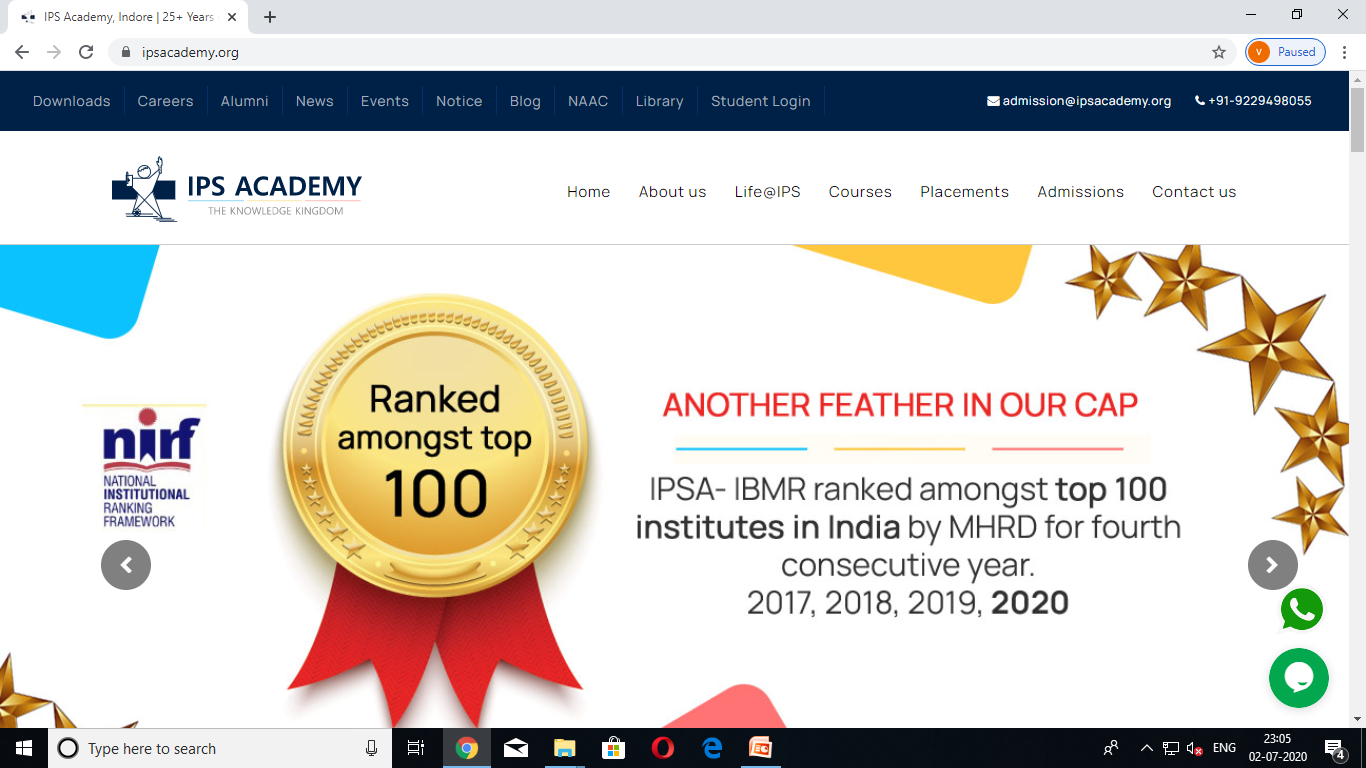 IPS Academy, Indore | 25+ Years
ipsacademy.org
V Paused
Downloads Careers Alumni News Events Notice Blog NAAC Library Student Login admission@ipsacademy.org +91-9229498055
IPS ACADEMY
THE KNOWLEDGE KINGDOM
Home About us Life@IPS Courses Placements Admissions Contact us
nirf
NATIONAL
INSTITUTIONAL
RANKING
FRAMEWORK
Ranked
amongst top
100
ANOTHER FEATHER IN OUR CAP
IPSA- IBMR ranked amongst top 100
institutes in India by MHRD for fourth
consecutive year.
2017, 2018, 2019, 2020
Type here to search
ENG
23:05
02-07-2020
4